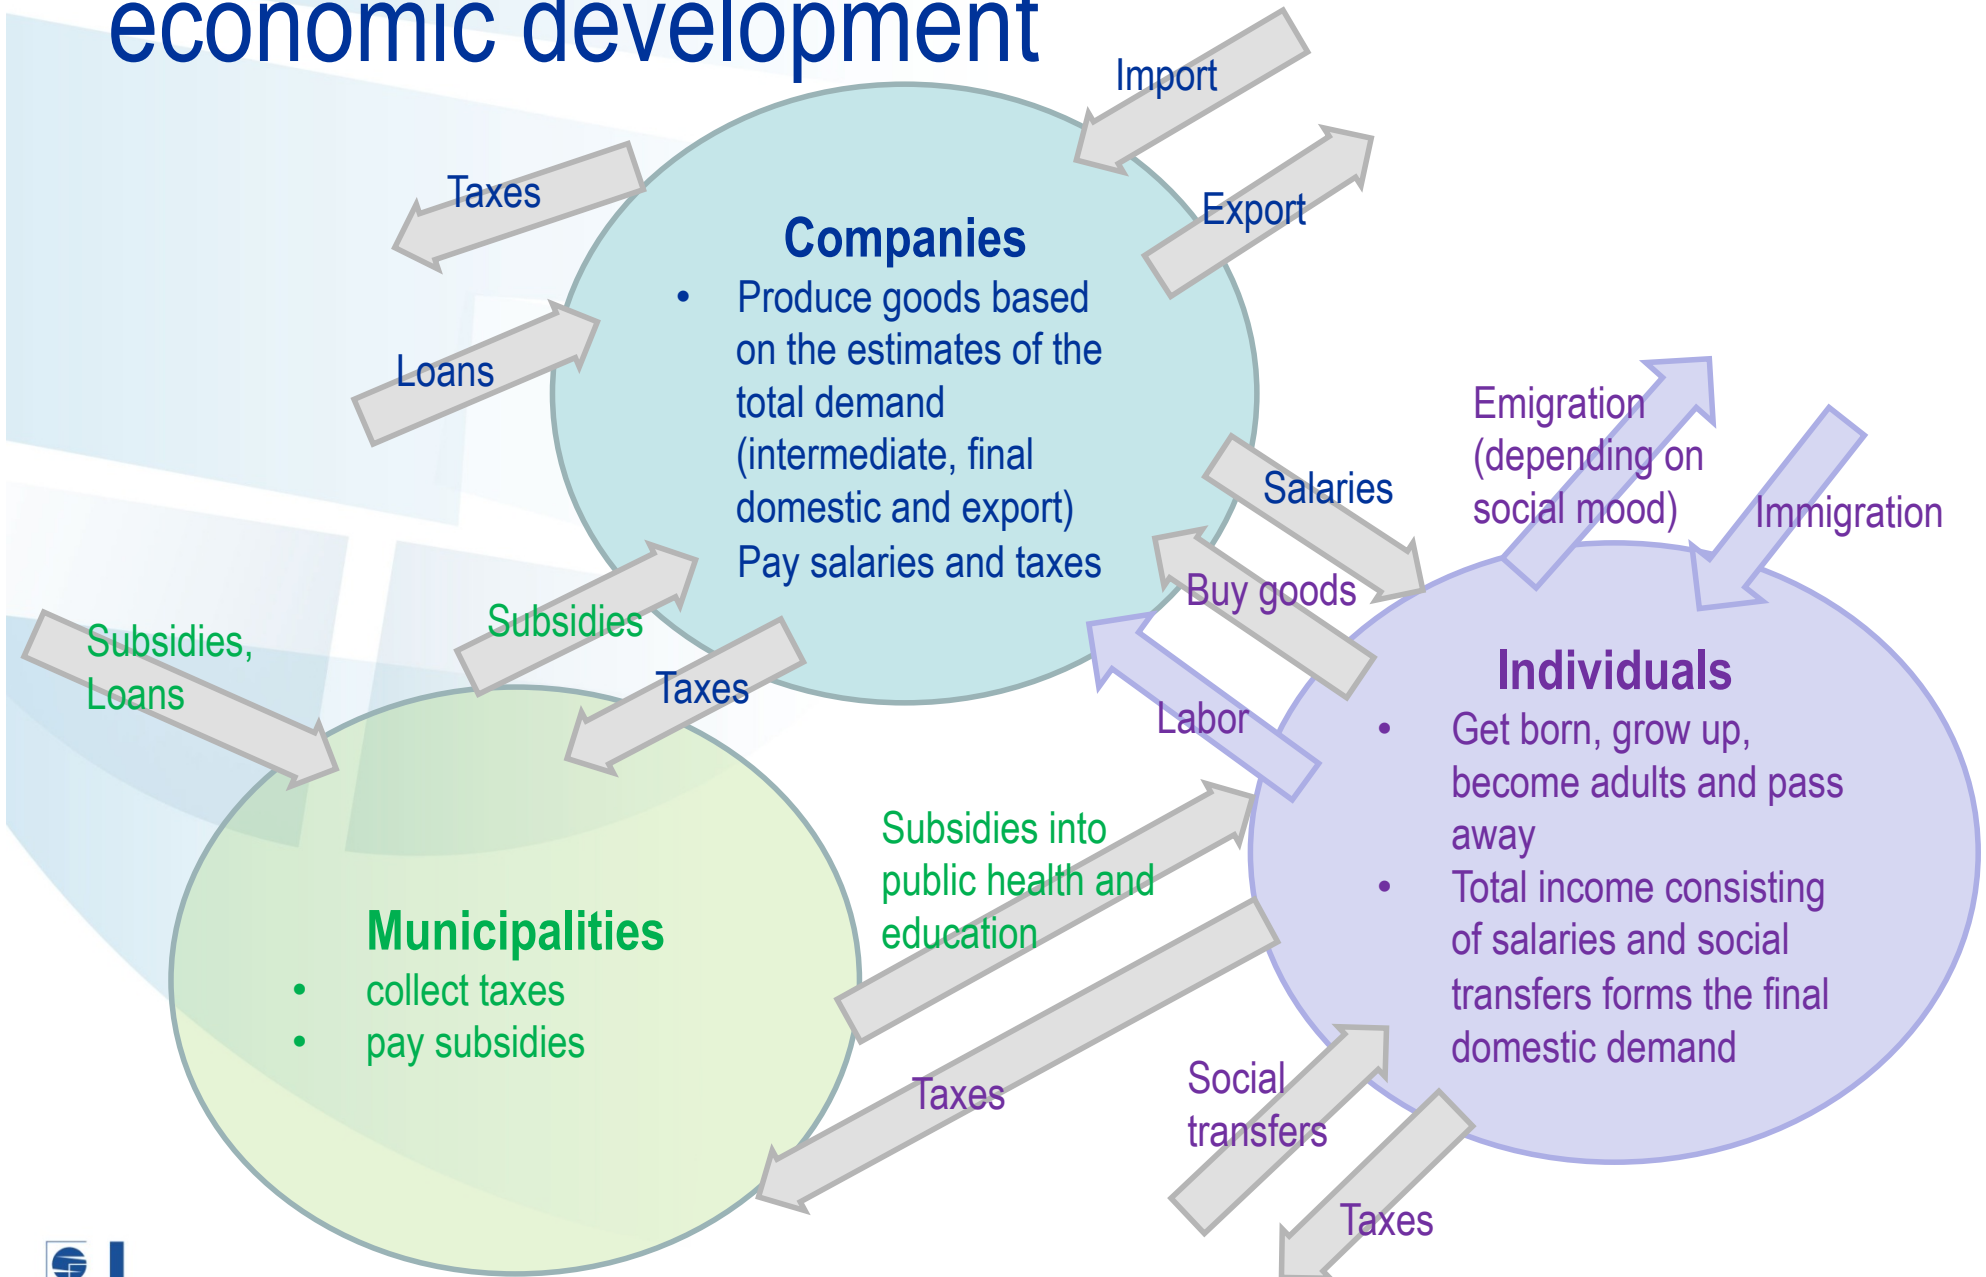 economic development
Import
Taxes
Export
Companies
• Produce goods based
on the estimates of the
total demand
(intermediate, final
domestic and export)
Pay salaries and taxes
Loans
Emigration
(depending on
social mood)
Immigration
Salaries
Buy goods
Labor
Subsidies,
Loans
Subsidies
Taxes
Individuals
• Get born, grow up,
become adults and pass
away
• Total income consisting
of salaries and social
transfers forms the final
domestic demand
Subsidies into
public health and
education
Municipalities
• collect taxes
• pay subsidies
Taxes
Social
transfers
Taxes